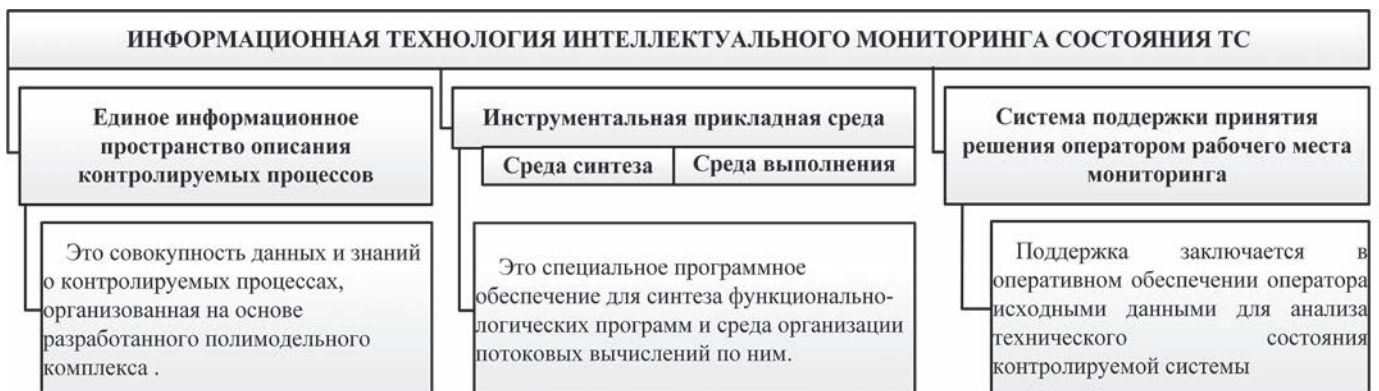 ИНФОРМАЦИОННАЯ ТЕХНОЛОГИЯ ИНТЕЛЛЕКТУАЛЬНОГО МОНИТОРИНГА СОСТОЯНИЯ ТС
Единое информационное
пространство описания
контролируемых процессов
Это совокупность данных и знаний
о контролируемых процессах,
организованная на основе
разработанного полимодельного
комплекса .
Инструментальная прикладная среда
Среда синтеза
Среда выполнения
Это специальное программное
обеспечение для синтеза функционально-
логических программ и среда организации
потоковых вычислений по ним.
Система поддержки принятия
решения оператором рабочего места
мониторинга
Поддержка заключается в
оперативном обеспечении оператора
исходными данными для анализа
технического состояния
контролируемой системы